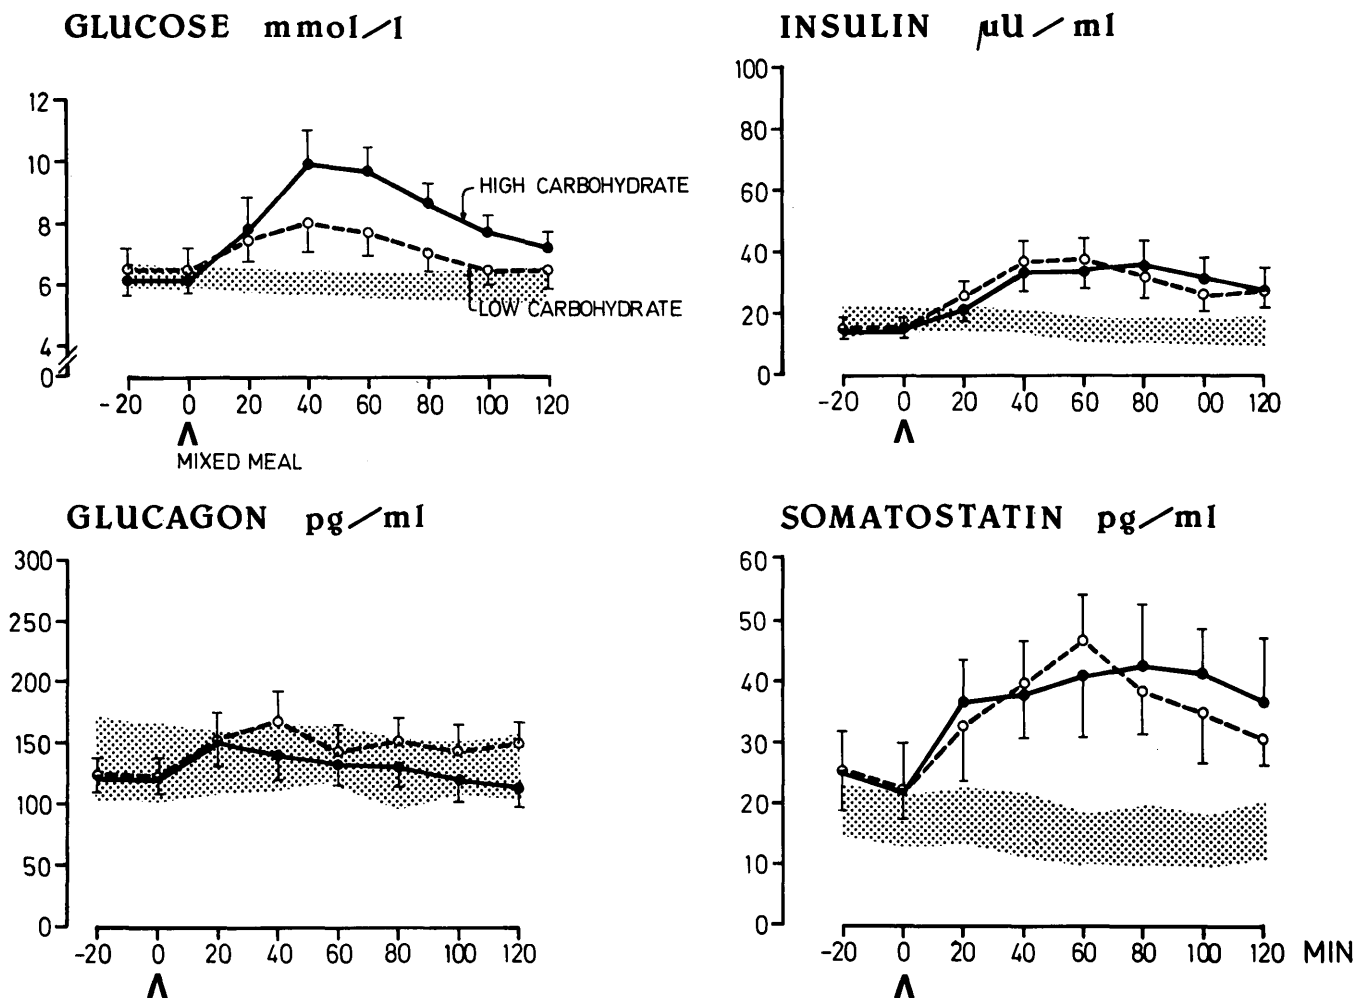 GLUCOSE mmol/l
12
10
8
6
4
0
-20 0 20 40 60 80 100 120
MIXED MEAL
HIGH CARBOHYDRATE
LOW CARBOHYDRATE
INSULIN µU/ml
100
80
60
40
20
0
-20 0 20 40 60 80 00 120
GLUCAGON pg/ml
300
250
200
150
100
50
0
-20 0 20 40 60 80 100 120
SOMATOSTATIN pg/ml
60
50
40
30
20
10
0
-20 0 20 40 60 80 100 120 MIN